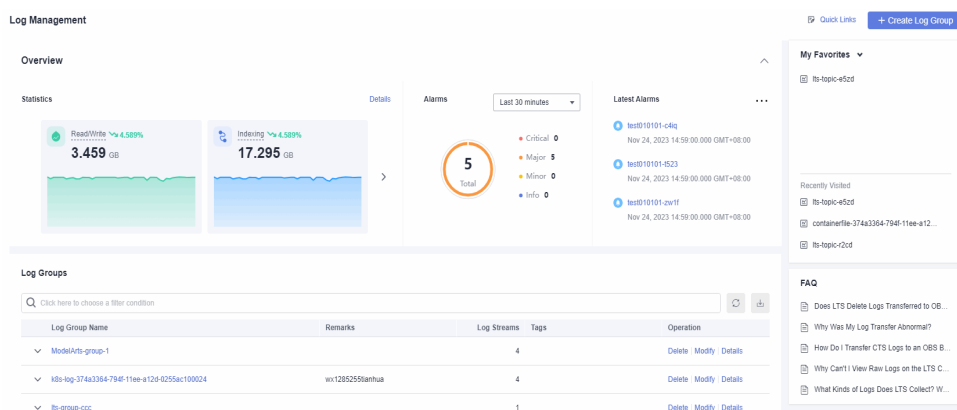 Log Management
Quick Links
+ Create Log Group
Overview
Statistics
Details
Read/Write 4.589%
3.459 GB
Indexing 4.589%
17.295 GB
Alarms
Last 30 minutes
5
Total
Critical 0
Major 5
Minor 0
Info 0
Latest Alarms
test010101-c4iq
Nov 24, 2023 14:59:00.000 GMT+08:00
test010101-t523
Nov 24, 2023 14:59:00.000 GMT+08:00
test010101-zw1f
Nov 24, 2023 14:59:00.000 GMT+08:00
My Favorites
lts-topic-e5zd
Recently Visited
lts-topic-e5zd
containerfile-374a3364-794f-11ee-a12...
lts-topic-r2cd
Log Groups
Click here to choose a filter condition
Log Group Name Remarks Log Streams Tags Operation
ModelArts-group-1 4 Delete Modify Details
k8s-log-374a3364-794f-11ee-a12d-0255ac100024 wx1285255tianhua 4 Delete Modify Details
lts-group-ccc 1 Delete Modify Details
FAQ
Does LTS Delete Logs Transferred to OB...
Why Was My Log Transfer Abnormal?
How Do I Transfer CTS Logs to an OBS B...
Why Can't I View Raw Logs on the LTS C...
What Kinds of Logs Does LTS Collect? W...